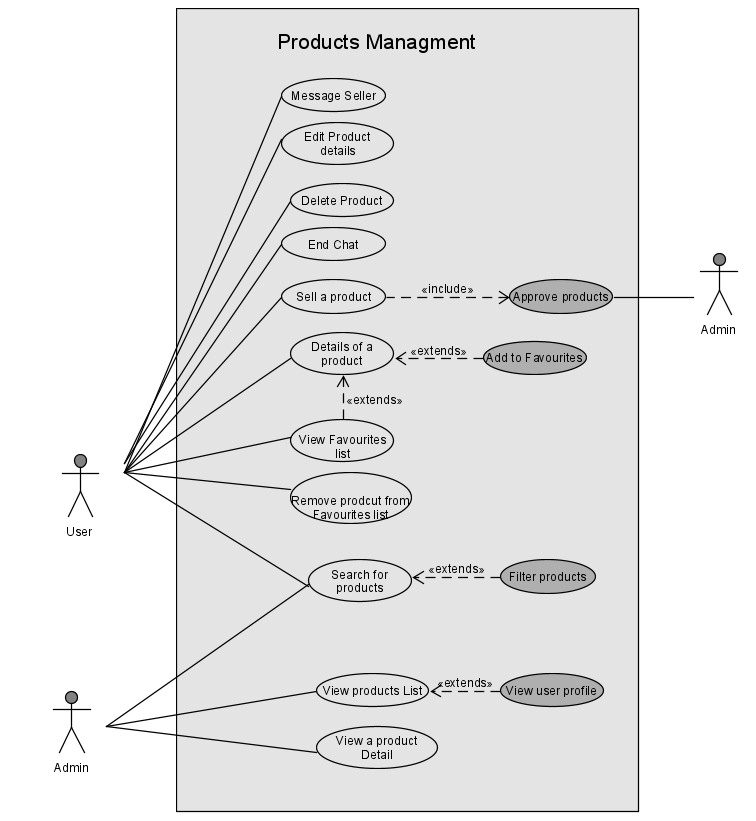 Products Managment
Message Seller
Edit Product
details
Delete Product
End Chat
Sell a product
«include»
Approve products
Admin
Details of a
product
«extends»
Add to Favourites
«extends»
View Favourites
list
User
Remove prodcut from
Favourites list
Search for
products
«extends»
Filter products
View products List
«extends»
View user profile
View a product
Detail
Admin